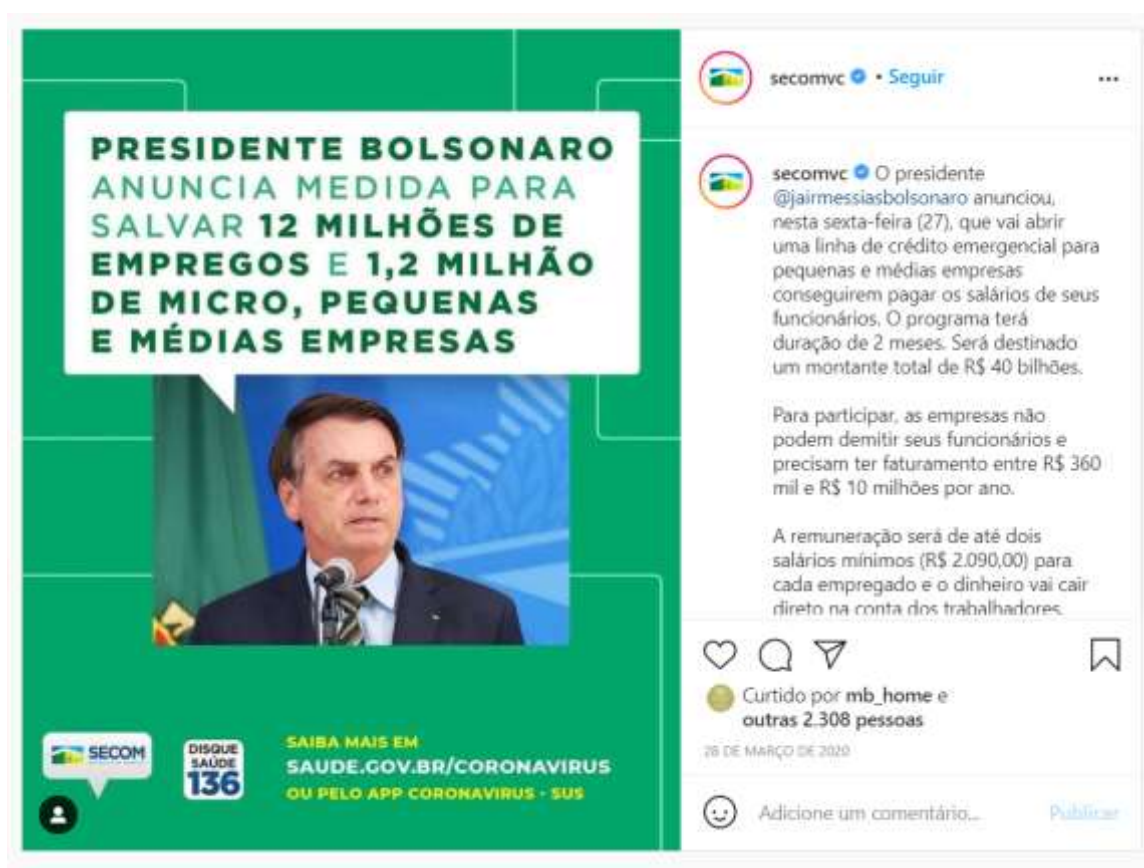 PRESIDENTE BOLSONARO
ANUNCIA MEDIDA PARA
SALVAR 12 MILHÕES DE
EMPREGOS E 1,2 MILHÃO
DE MICRO, PEQUENAS
E MÉDIAS EMPRESAS
SECOM
DISQUE
SAÚDE
136
SAIBA MAIS EM
SAUDE.GOV.BR/CORONAVIRUS
OU PELO APP CORONAVIRUS - SUS
secomvc • Seguir
secomvc O presidente
@jairmessiasbolsonaro anunciou,
nesta sexta-feira (27), que vai abrir
uma linha de crédito emergencial para
pequenas e médias empresas
conseguirem pagar os salários de seus
funcionários. O programa terá
duração de 2 meses. Será destinado
um montante total de R$ 40 bilhões.
Para participar, as empresas não
podem demitir seus funcionários e
precisam ter faturamento entre R$ 360
mil e R$ 10 milhões por ano.
A remuneração será de até dois
salários mínimos (R$ 2.090,00) para
cada empregado e o dinheiro vai cair
direto na conta dos trabalhadores.
Curtido por mb_home e
outras 2.308 pessoas
28 DE MARÇO DE 2020
Adicione um comentário... Publicar